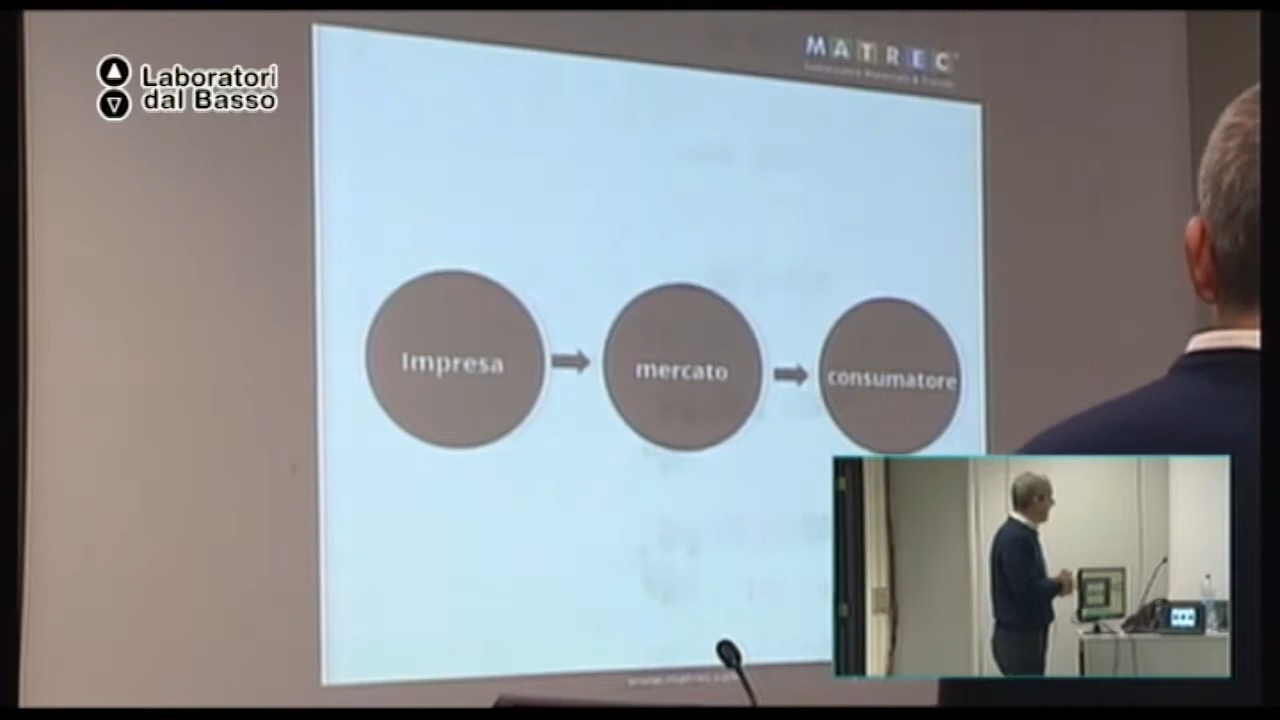 Laboratori
dal Basso
MATREC
Impresa
mercato
consumatore